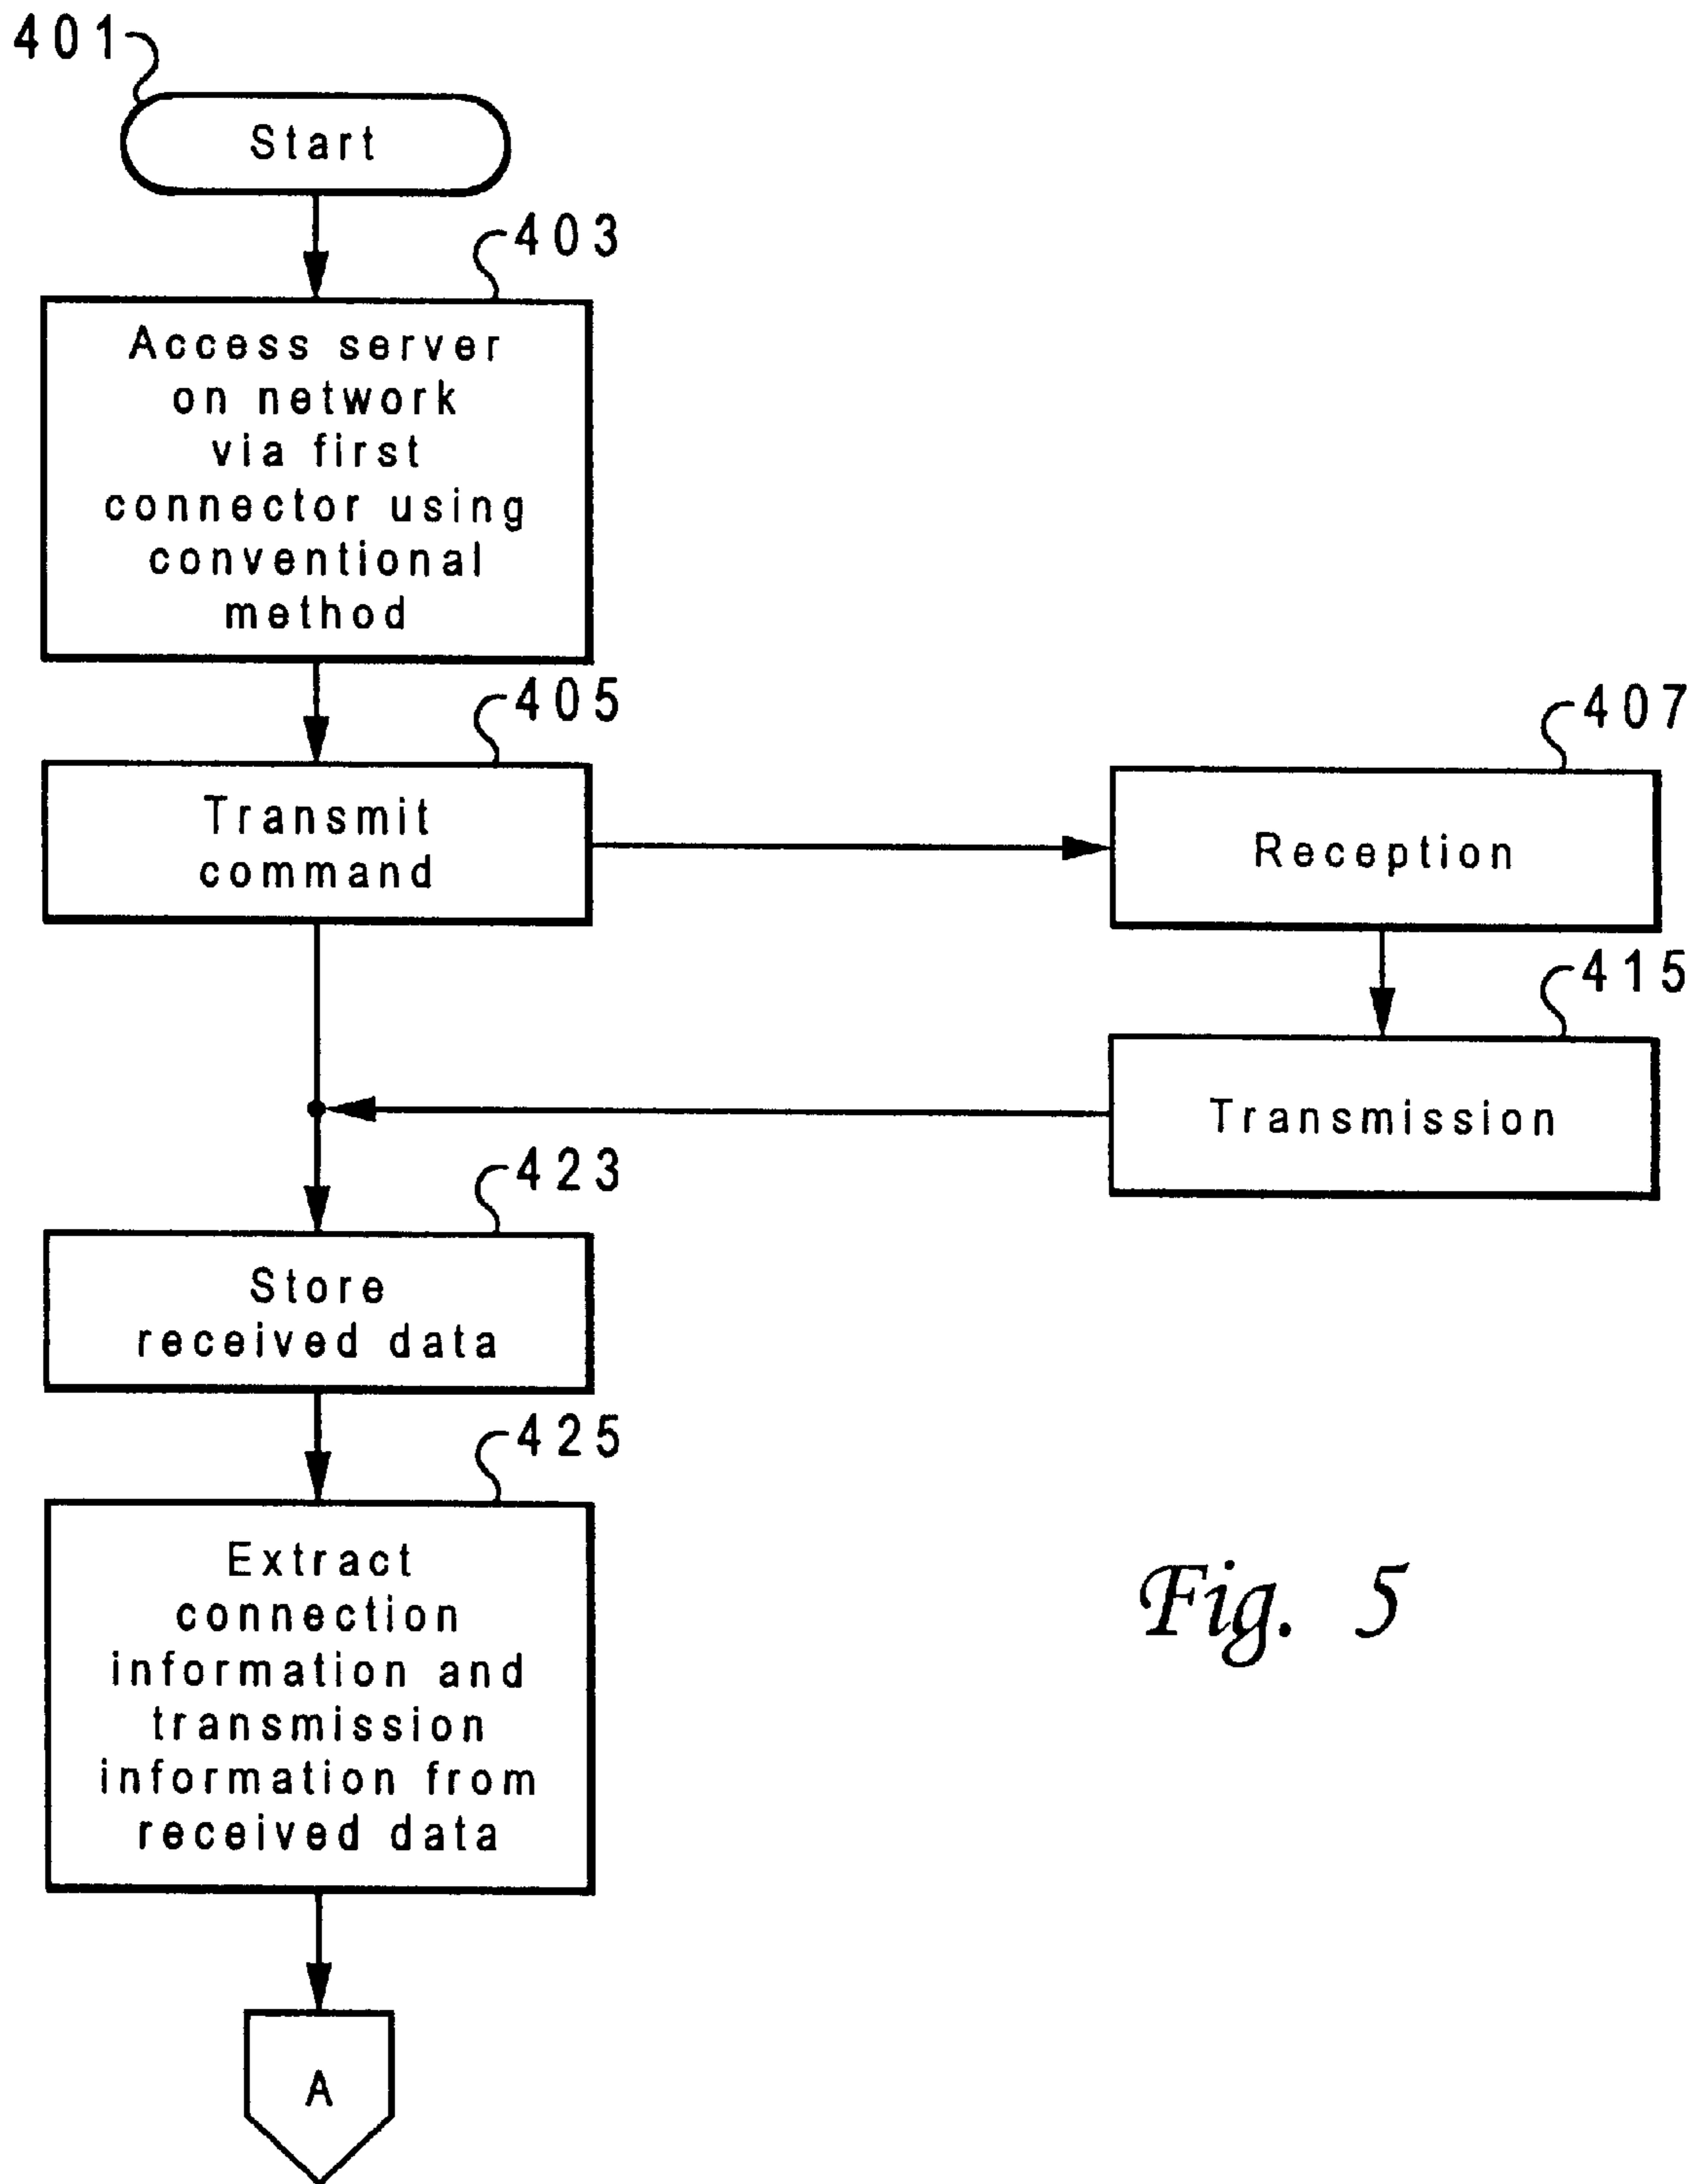 401
Start
403
Access server
on network
via first
connector using
conventional
method
405
Transmit
command
407
Reception
415
Transmission
423
Store
received data
425
Extract
connection
information and
transmission
information from
received data
A
Fig. 5